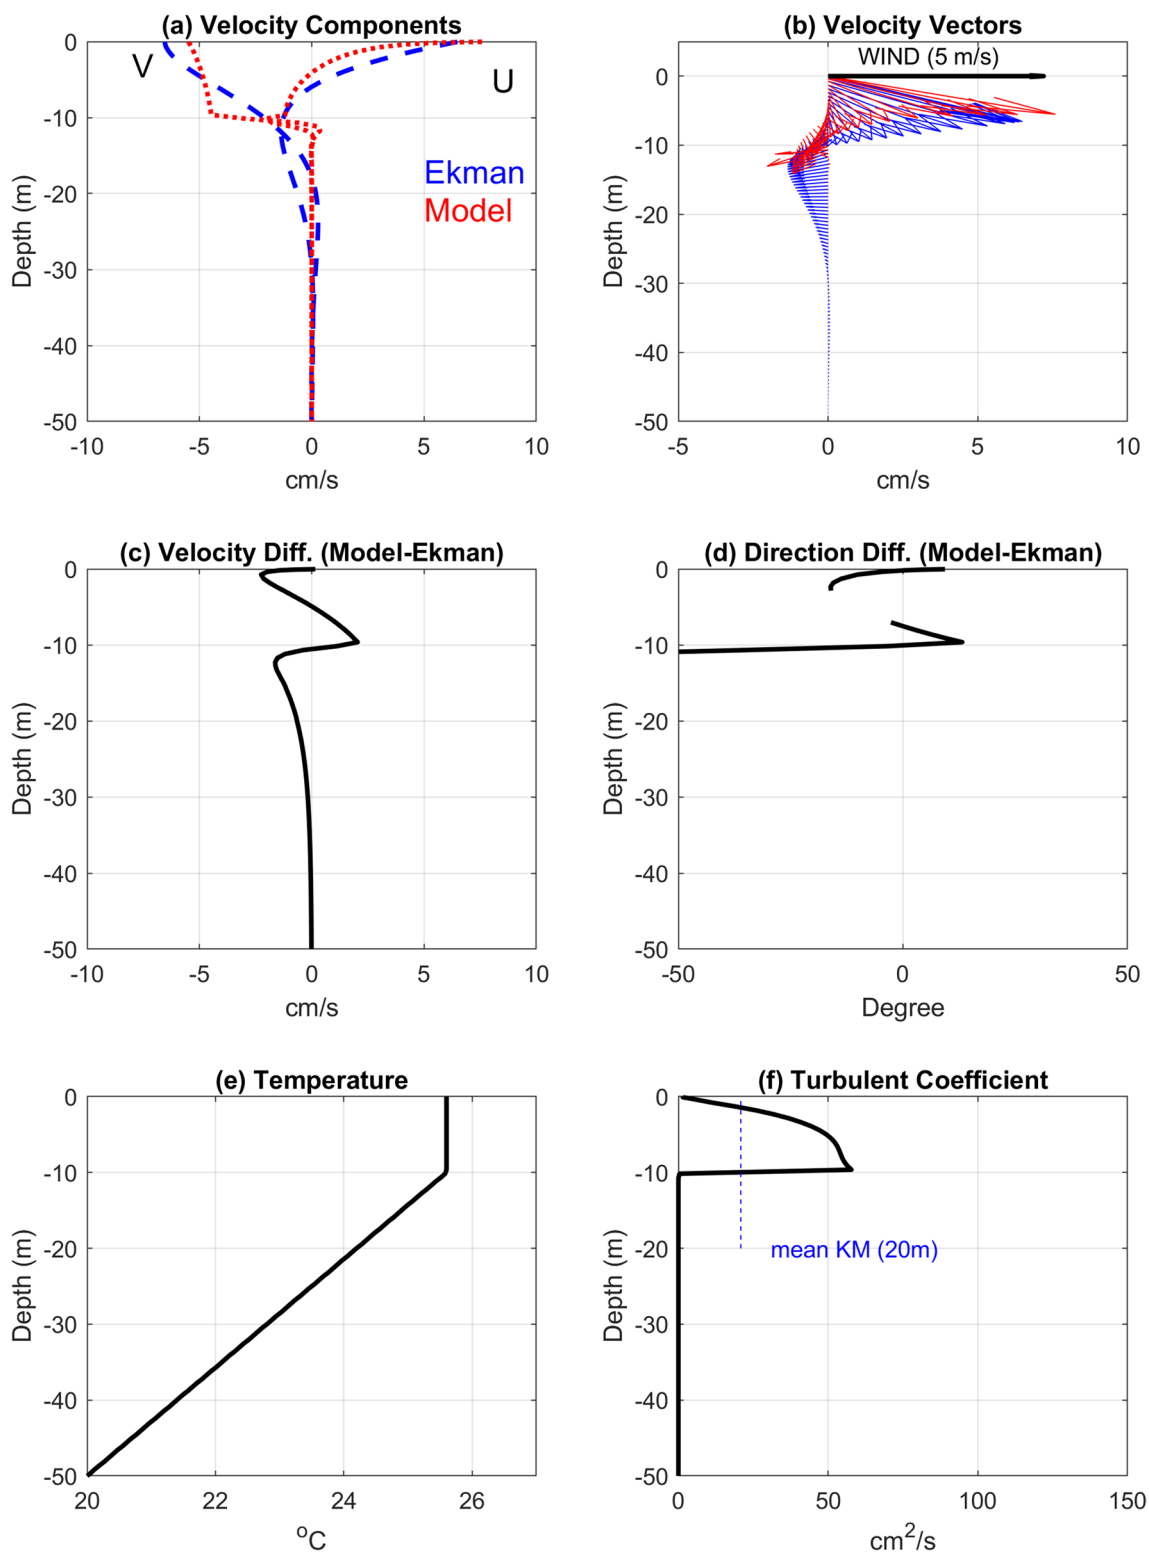 (a) Velocity Components
0
-10
-20
-30
-40
-50
Depth (m)
V
U
Ekman
Model
-10
-5
0
5
10
cm/s
(b) Velocity Vectors
WIND (5 m/s)
0
-10
-20
-30
-40
-50
Depth (m)
-5
0
5
10
cm/s
(c) Velocity Diff. (Model-Ekman)
0
-10
-20
-30
-40
-50
Depth (m)
-10
-5
0
5
10
cm/s
(d) Direction Diff. (Model-Ekman)
0
-10
-20
-30
-40
-50
Depth (m)
-50
0
50
Degree
(e) Temperature
0
-10
-20
-30
-40
-50
Depth (m)
20
22
24
26
°C
(f) Turbulent Coefficient
0
-10
-20
-30
-40
-50
Depth (m)
mean KM (20m)
0
50
100
150
cm²/s